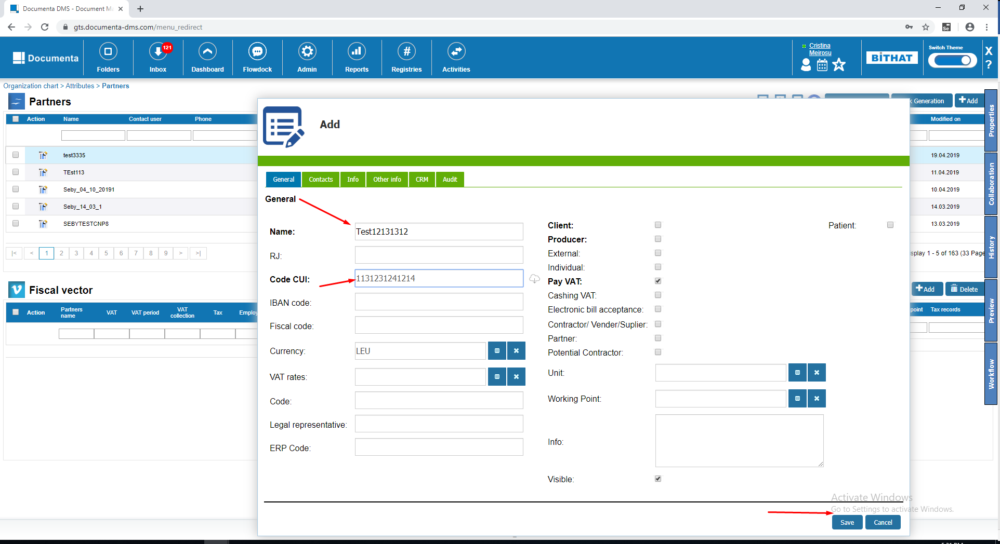 Documenta DMS - Document Ma
gts.documenta-dms.com/menu_redirect
Se
Documenta
Folders
121
Inbox
Dashboard
Flowdock
Admin
Reports
#
Registries
Activities
Cristina
Meirosu
BiTHAT
Switch Theme
X
?
Organization chart > Attributes > Partners
Partners
Generation
Add
Action Name Contact user Phone
Modified on
test3335
19.04.2019
TEst113
11.04.2019
Seby_04_10_20191
10.04.2019
Seby_14_03_1
14.03.2019
SEBYTESTCNP8
13.03.2019
|< < 1 2 3 4 5 6 7 8 9 > >|
splay 1 - 5 of 163 (33 Page
Fiscal vector
Add Delete
Action Partners name VAT VAT period VAT collection Tax Employ
point Tax records
Properties
Collaboration
History
Preview
Workflow
Add
General Contacts Info Other info CRM Audit
General
Name: Test12131312
RJ:
Code CUI: 1131231241214
IBAN code:
Fiscal code:
Currency: LEU
VAT rates:
Code:
Legal representative:
ERP Code:
Client:
Producer:
External:
Individual:
Pay VAT:
Cashing VAT:
Electronic bill acceptance:
Contractor/ Vender/Suplier:
Partner:
Potential Contractor:
Unit:
Working Point:
Info:
Visible:
Patient:
Activate Windows
Go to Settings to activate Windows.
Save Cancel